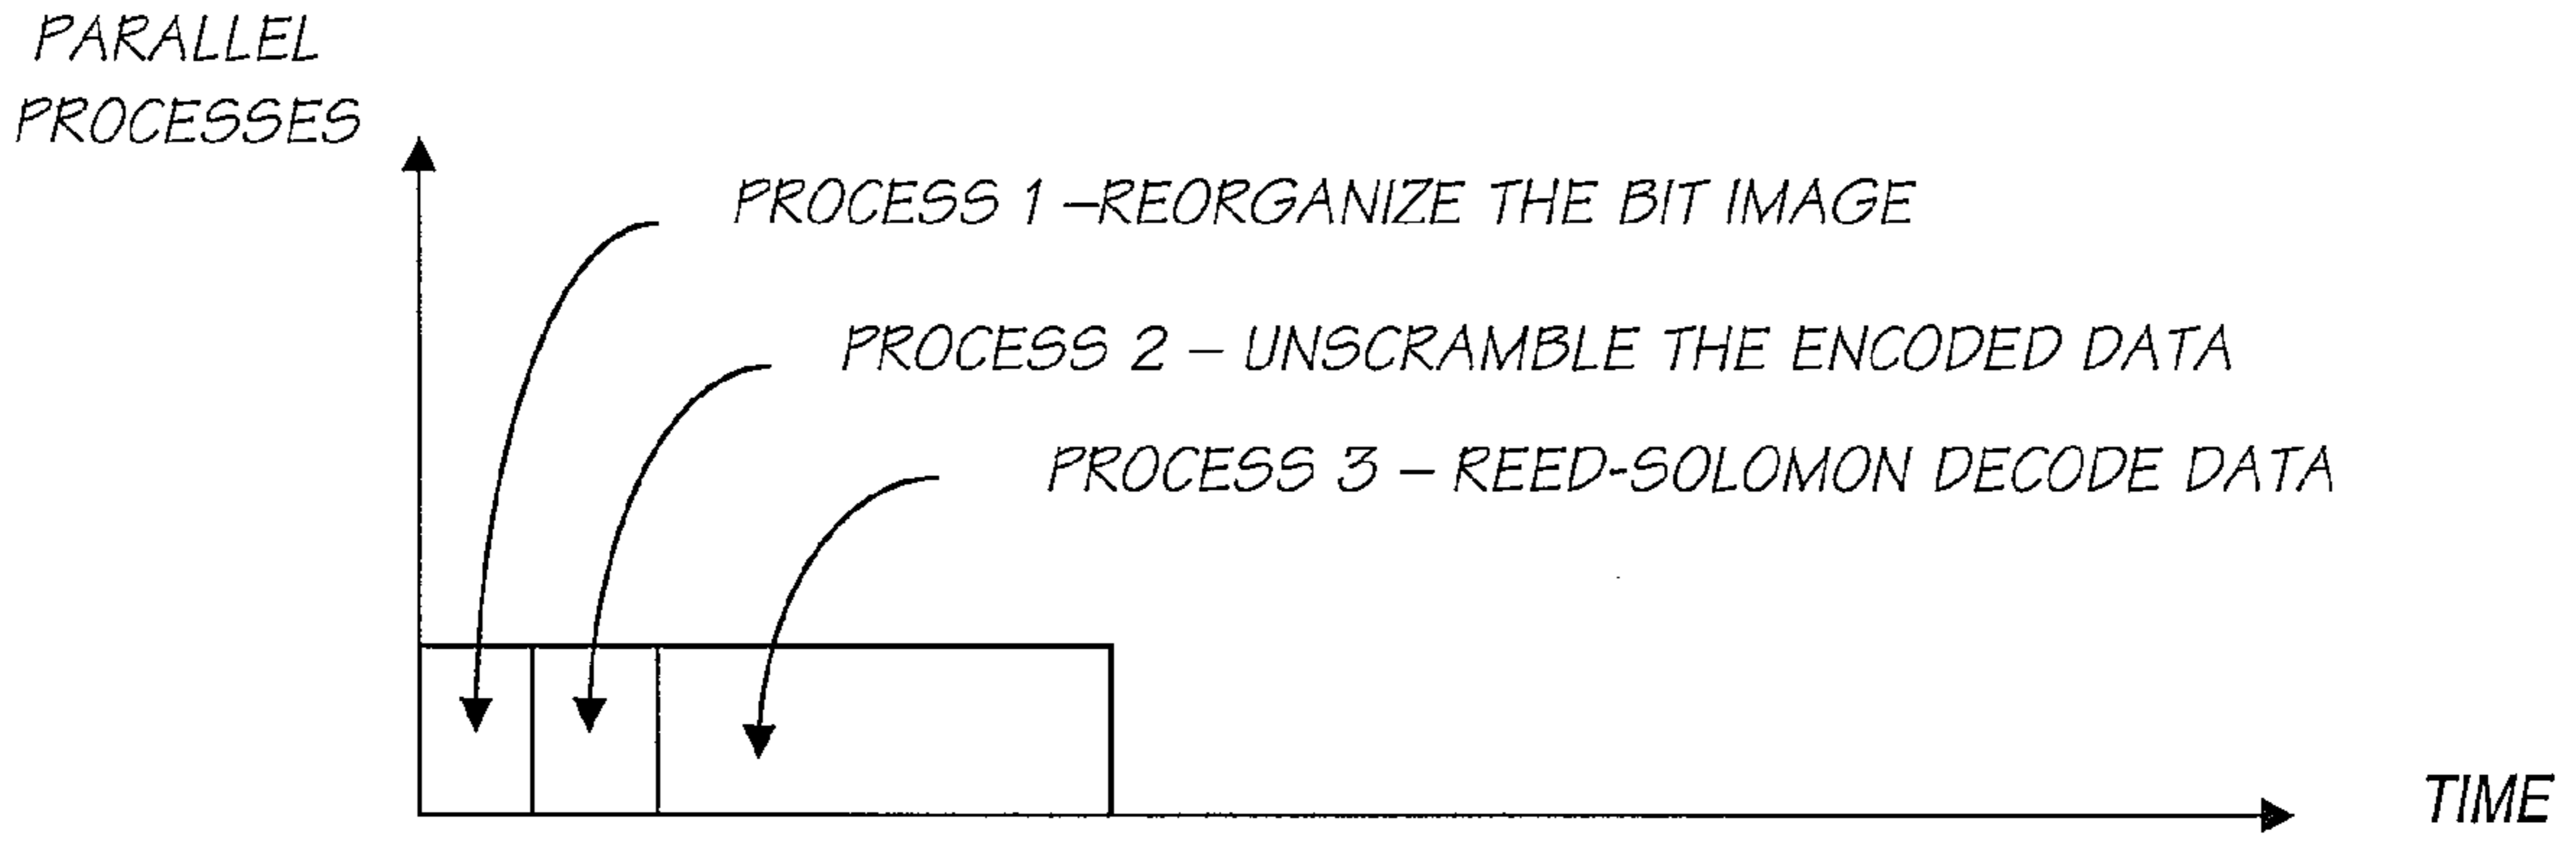 PARALLEL
PROCESSES
PROCESS 1 –REORGANIZE THE BIT IMAGE
PROCESS 2 – UNSCRAMBLE THE ENCODED DATA
PROCESS 3 – REED-SOLOMON DECODE DATA
TIME